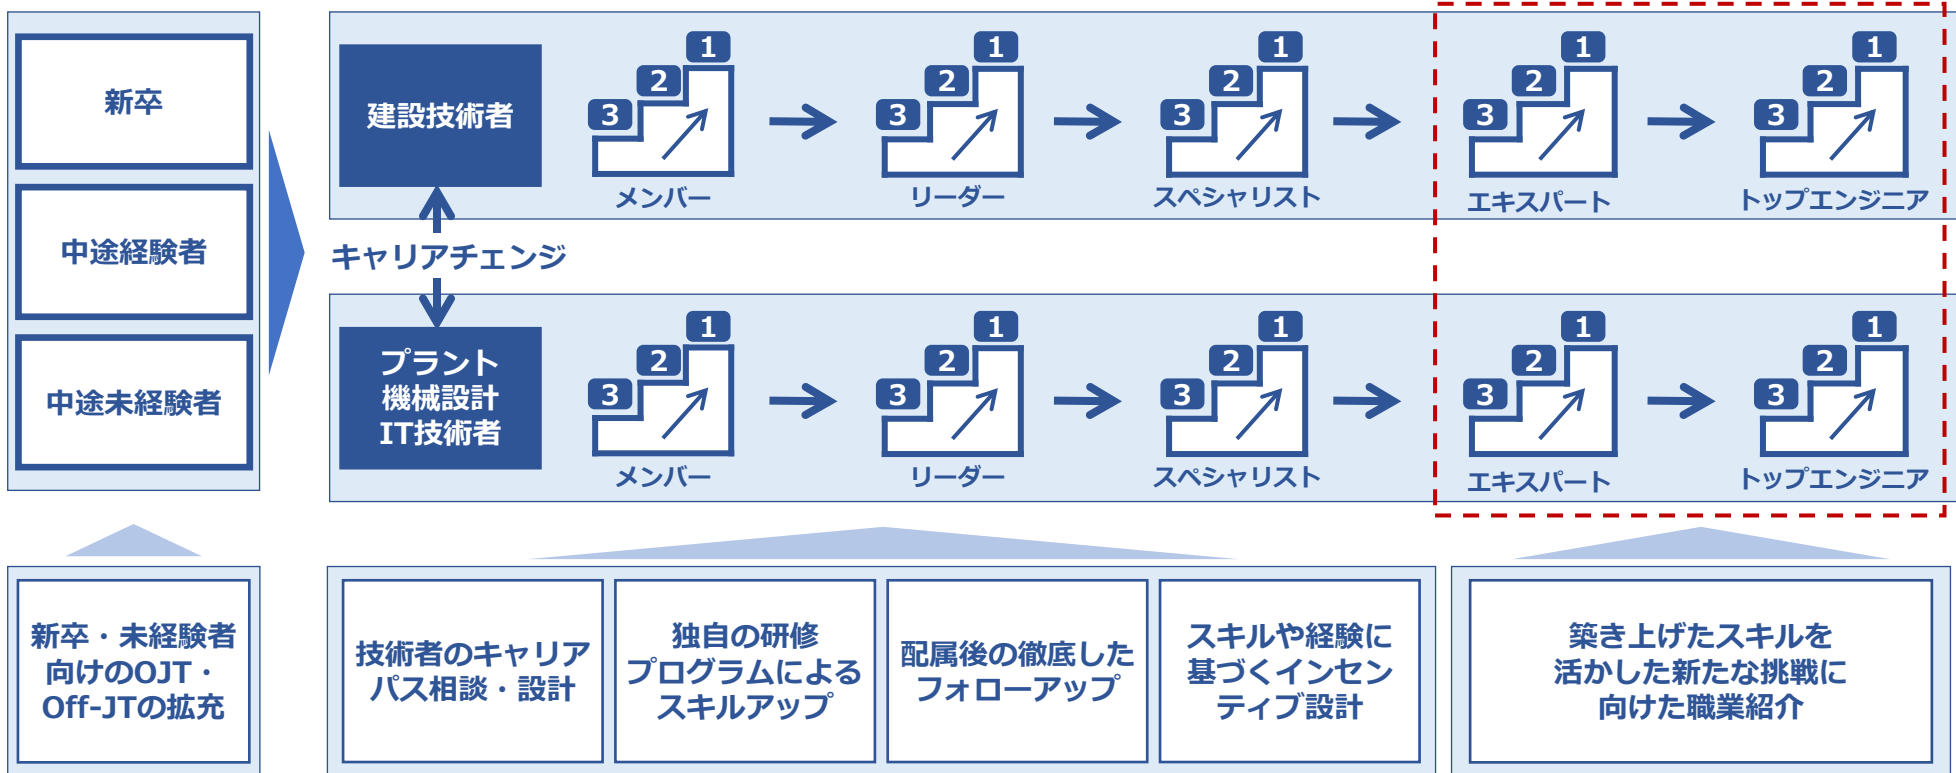 新卒
中途経験者
中途未経験者
建設技術者
1
2
3
メンバー
1
2
3
リーダー
1
2
3
スペシャリスト
1
2
3
エキスパート
1
2
3
トップエンジニア
キャリアチェンジ
プラント
機械設計
IT技術者
1
2
3
メンバー
1
2
3
リーダー
1
2
3
スペシャリスト
1
2
3
エキスパート
1
2
3
トップエンジニア
新卒・未経験者
向けのOJT・
Off-JTの拡充
技術者のキャリア
パス相談・設計
独自の研修
プログラムによる
スキルアップ
配属後の徹底した
フォローアップ
スキルや経験に
基づくインセン
ティブ設計
築き上げたスキルを
活かした新たな挑戦に
向けた職業紹介